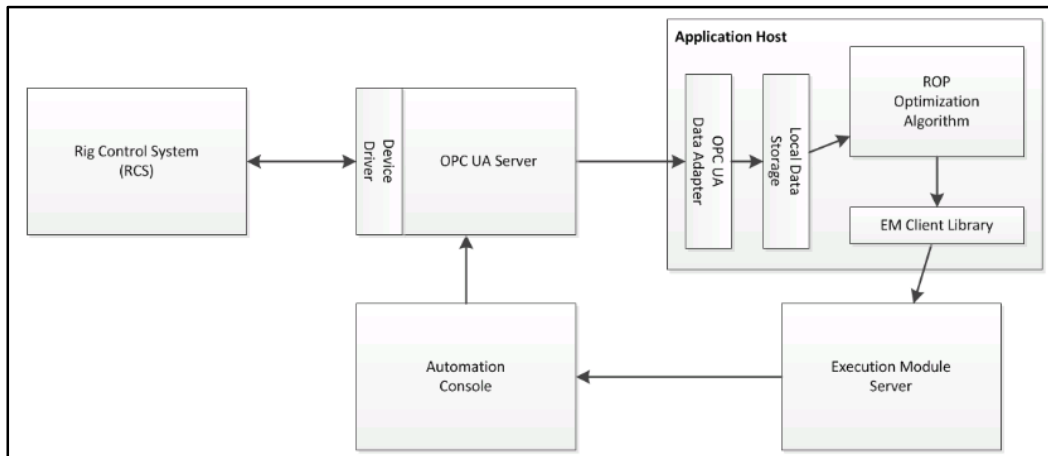 Application Host
Rig Control System
(RCS)
Device
Driver
OPC UA Server
OPC UA
Data Adapter
Local Data
Storage
ROP
Optimization
Algorithm
EM Client Library
Automation
Console
Execution Module
Server